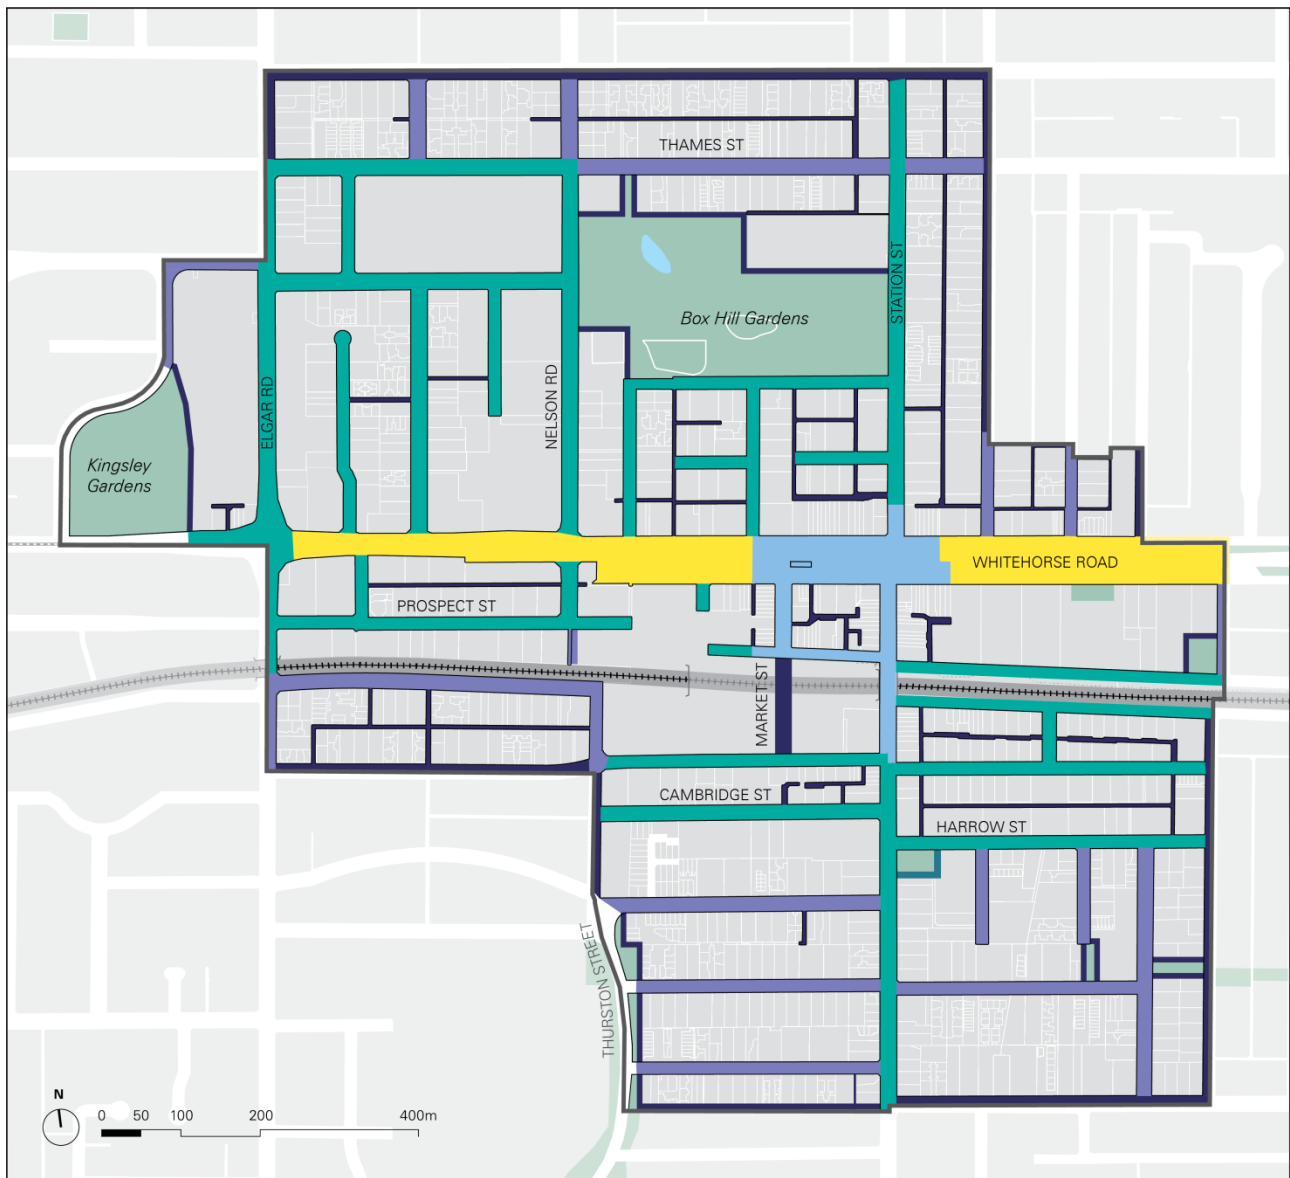 THAMES ST
STATION ST
Box Hill Gardens
ELGAR RD
NELSON RD
Kingsley
Gardens
WHITEHORSE ROAD
PROSPECT ST
MARKET ST
CAMBRIDGE ST
HARROW ST
THURSTON STREET
N
0 50 100 200 400m